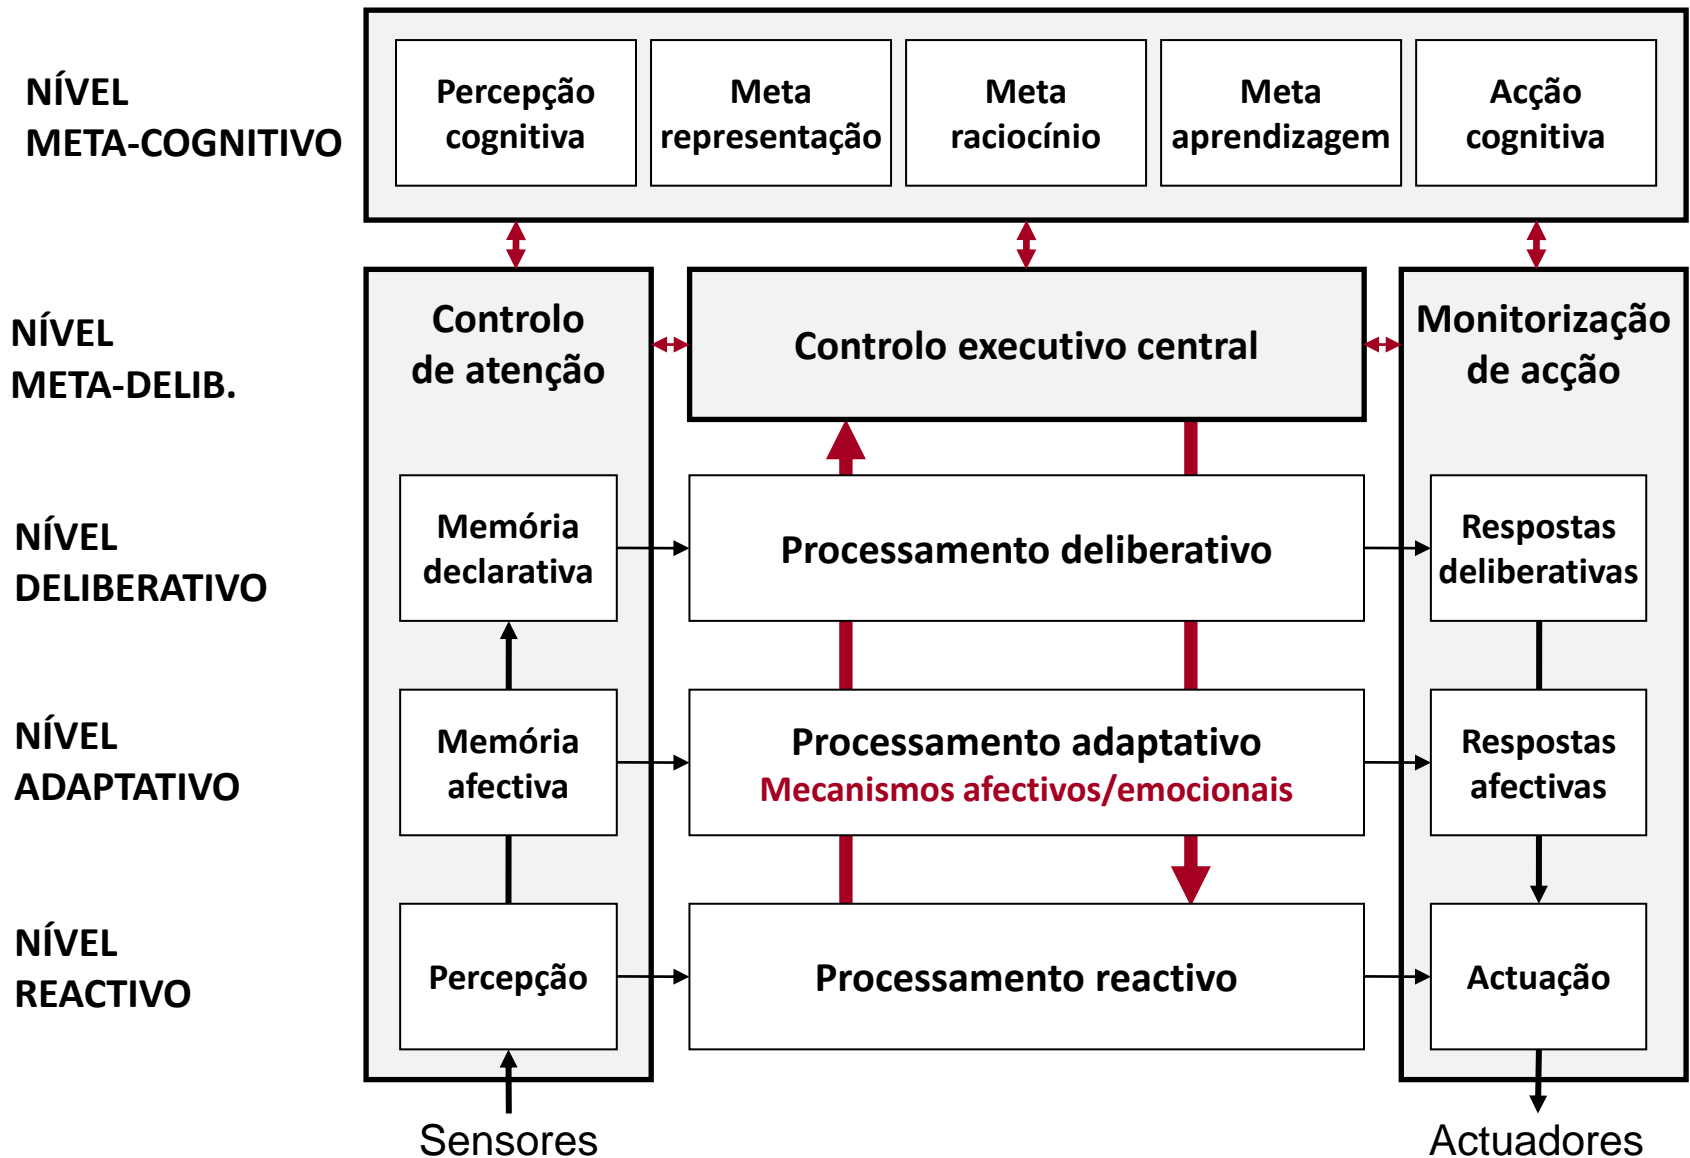 NÍVEL
META-COGNITIVO
Percepção
cognitiva
Meta
representação
Meta
raciocínio
Meta
aprendizagem
Acção
cognitiva
NÍVEL
META-DELIB.
Controlo
de atenção
Controlo executivo central
Monitorização
de acção
NÍVEL
DELIBERATIVO
Memória
declarativa
Processamento deliberativo
Respostas
deliberativas
NÍVEL
ADAPTATIVO
Memória
afectiva
Processamento adaptativo
Mecanismos afectivos/emocionais
Respostas
afectivas
NÍVEL
REACTIVO
Percepção
Processamento reactivo
Actuação
Sensores
Actuadores